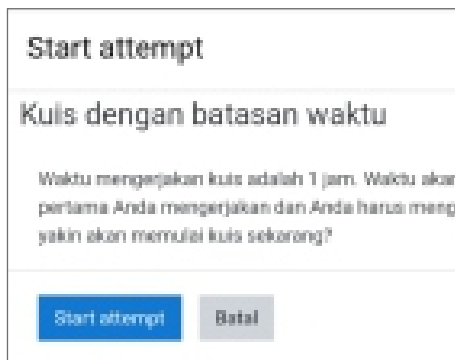 Start attempt
Kuis dengan batasan waktu
Waktu mengerjakan kuis adalah 1 jam. Waktu akan
pertama Anda mengerjakan dan Anda harus meng
yakin akan memulai kuis sekarang?
Start attempt Batal